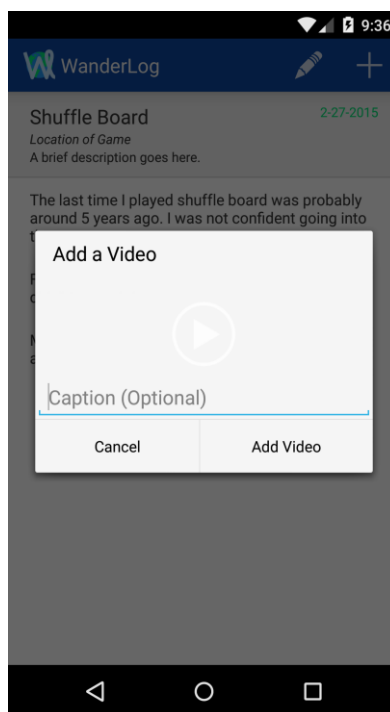 9:36
WanderLog
Shuffle Board
2-27-2015
Location of Game
A brief description goes here.
The last time I played shuffle board was probably
around 5 years ago. I was not confident going into
Add a Video
Caption (Optional)
Cancel
Add Video